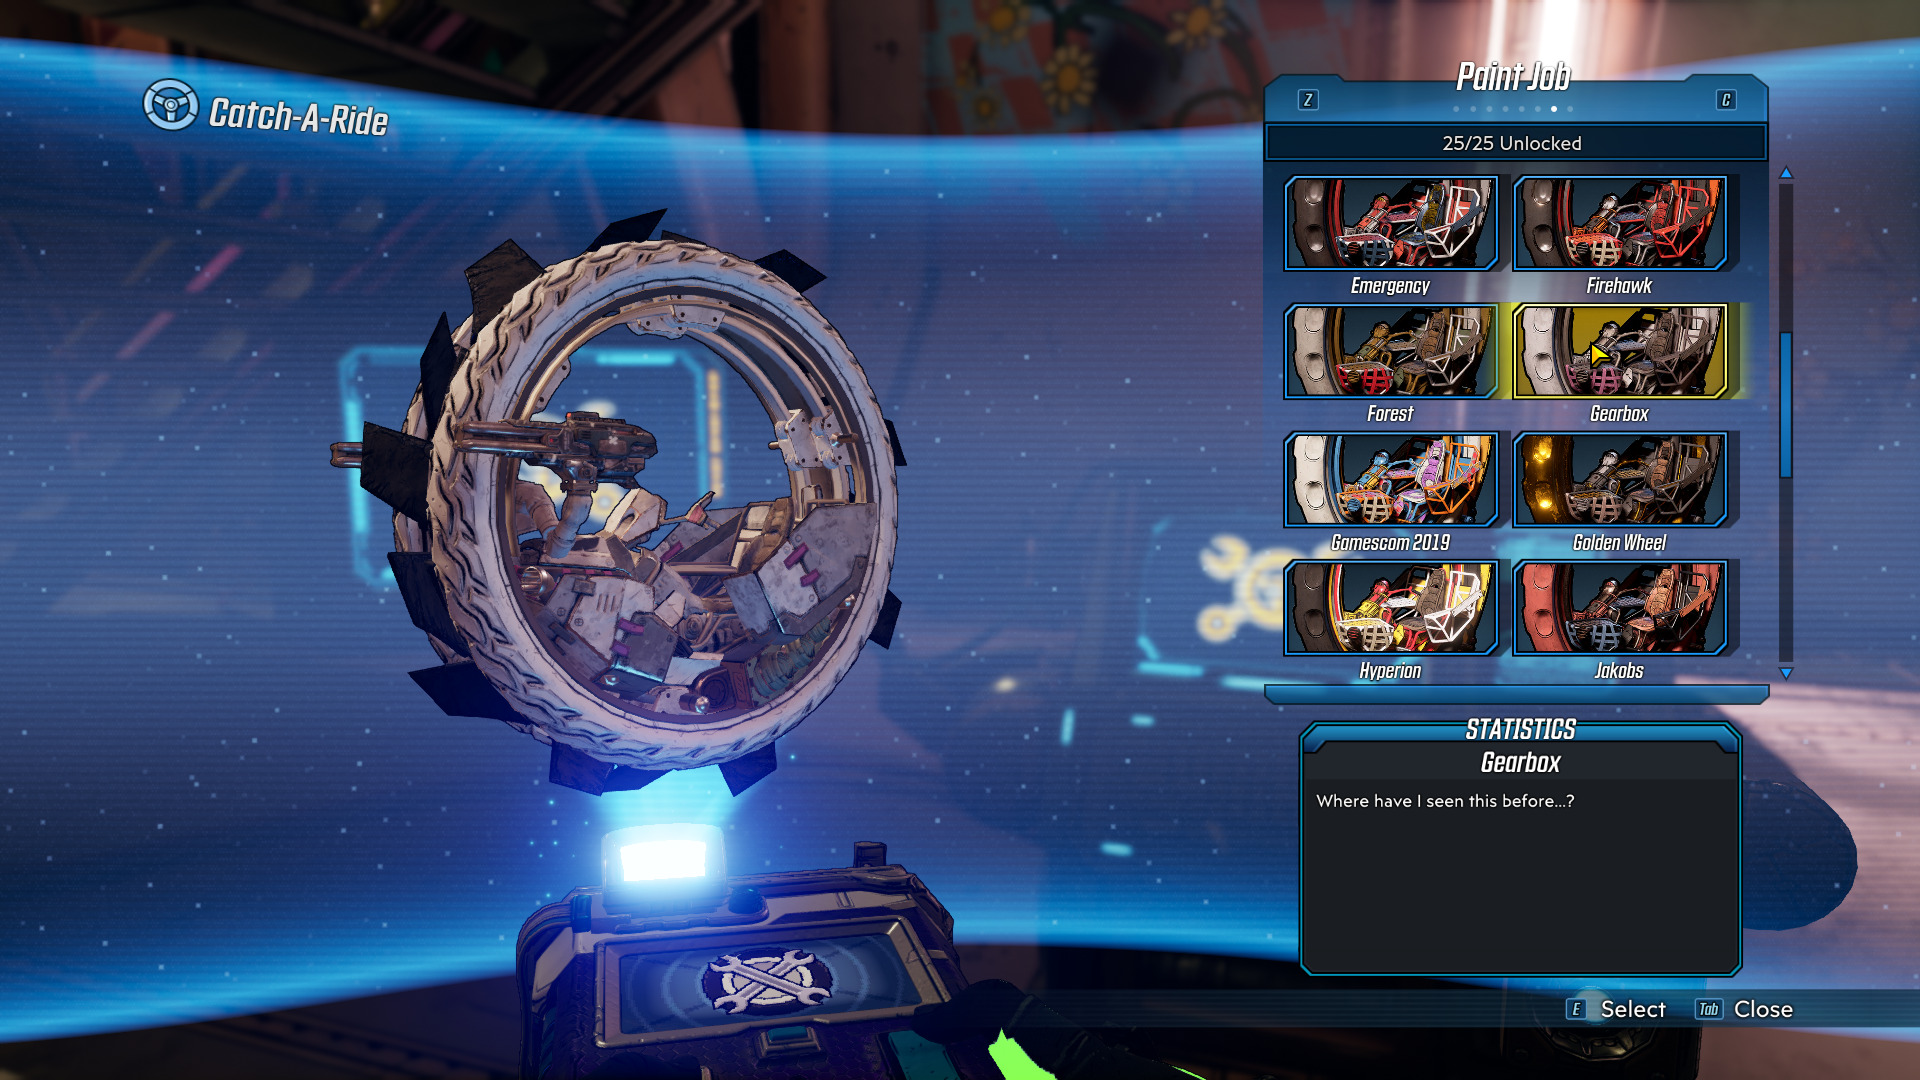 Catch-A-Ride
Paint Job
Z
C
25/25 Unlocked
Emergency
Firehawk
Forest
Gearbox
Gamescom 2019
Golden Wheel
Hyperion
Jakobs
STATISTICS
Gearbox
Where have I seen this before...?
E Select
Tab Close